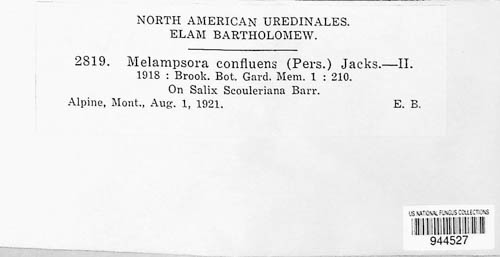 NORTH AMERICAN UREDINALES.
ELAM BARTHOLOMEW.
2819. Melampsora confluens (Pers.) Jacks.—II.
1918 : Brook. Bot. Gard. Mem. 1 : 210.
On Salix Scouleriana Barr.
Alpine, Mont., Aug. 1, 1921. E. B.
US NATIONAL FUNGUS COLLECTIONS
944527